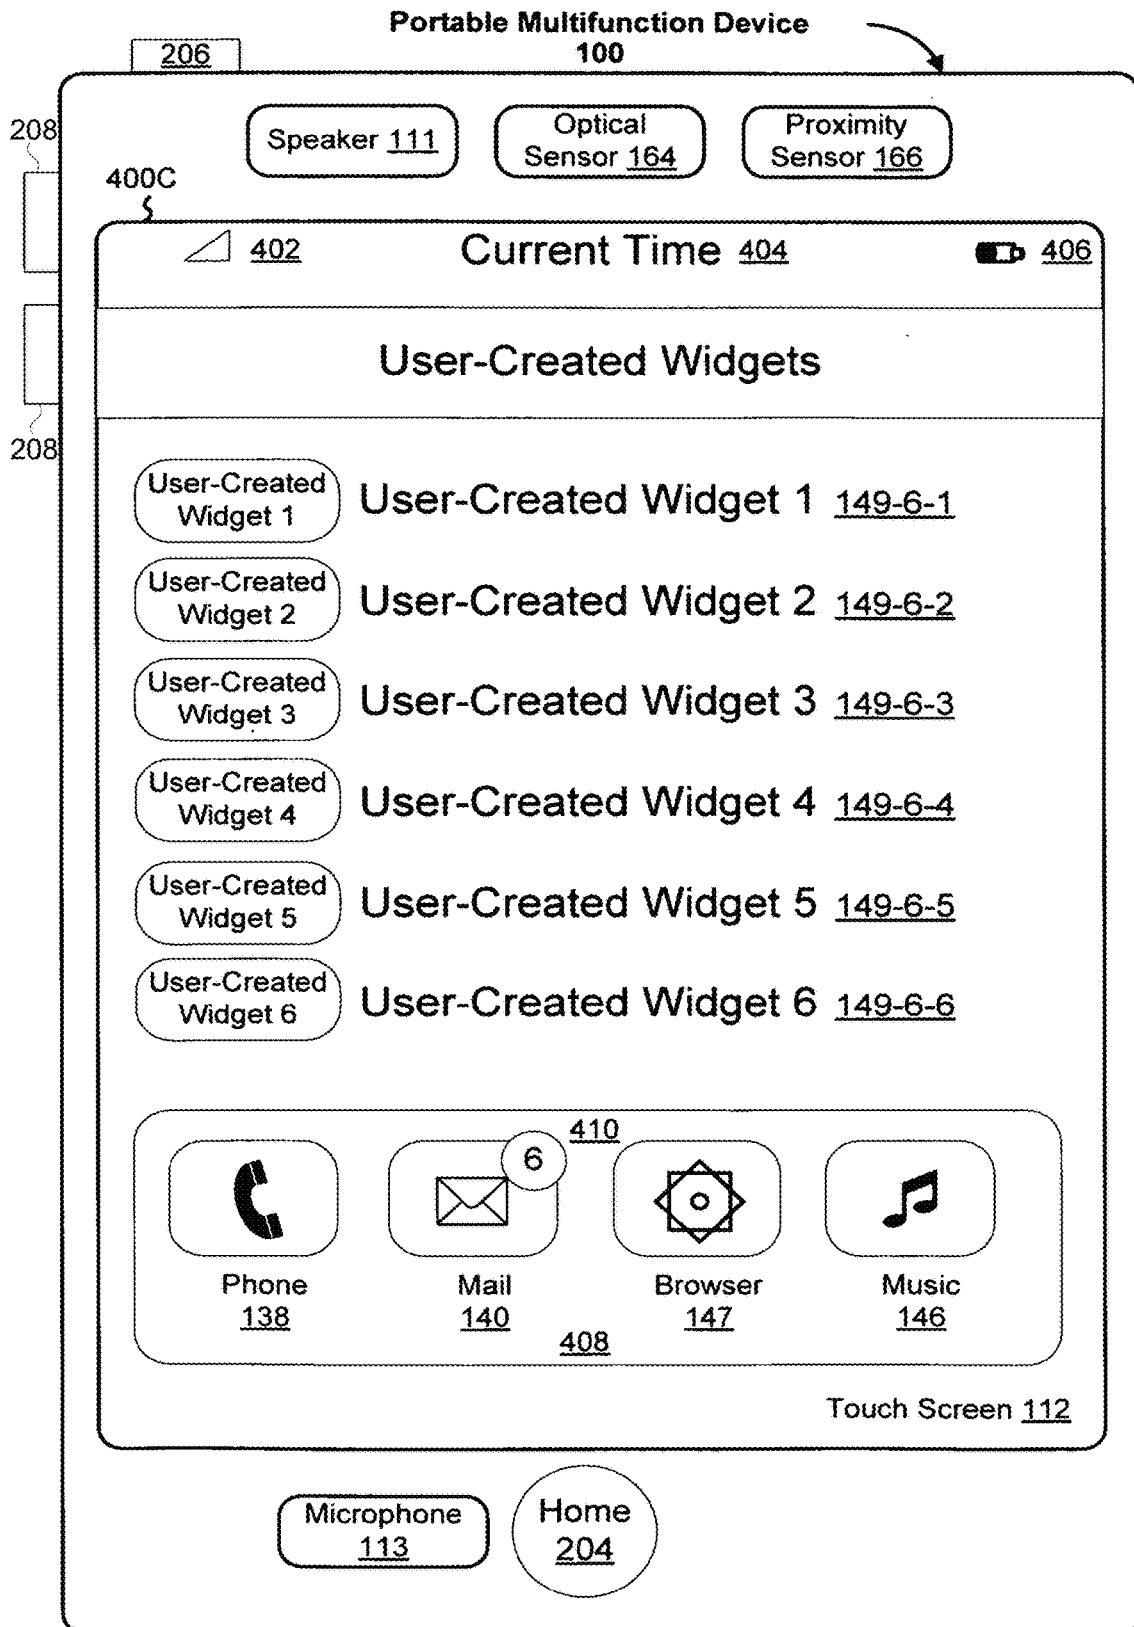 Portable Multifunction Device
100
206
208
Speaker 111
Optical
Sensor 164
Proximity
Sensor 166
400C
402
Current Time 404
406
User-Created Widgets
208
User-Created
Widget 1
User-Created Widget 1 149-6-1
User-Created
Widget 2
User-Created Widget 2 149-6-2
User-Created
Widget 3
User-Created Widget 3 149-6-3
User-Created
Widget 4
User-Created Widget 4 149-6-4
User-Created
Widget 5
User-Created Widget 5 149-6-5
User-Created
Widget 6
User-Created Widget 6 149-6-6
410
6
Phone
138
Mail
140
Browser
147
Music
146
408
Touch Screen 112
Microphone
113
Home
204